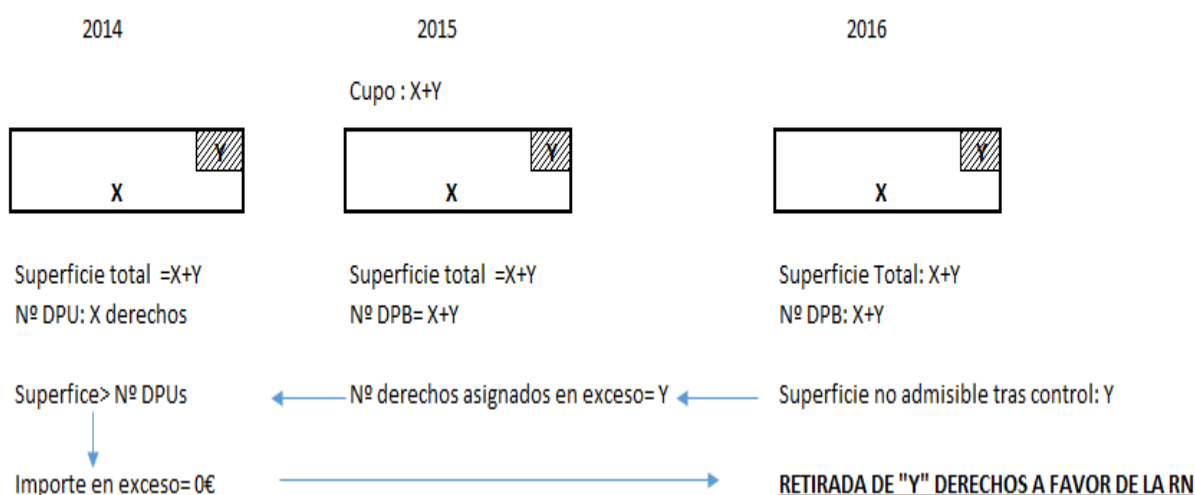 2014
2015
2016
Cupo : X+Y
Y
X
Y
X
Y
X
Superficie total =X+Y
Nº DPU: X derechos
Superficie total =X+Y
Nº DPB= X+Y
Superficie Total: X+Y
Nº DPB: X+Y
Superfice> Nº DPUs
Nº derechos asignados en exceso= Y
Superficie no admisible tras control: Y
Importe en exceso= 0€
RETIRADA DE "Y" DERECHOS A FAVOR DE LA RN